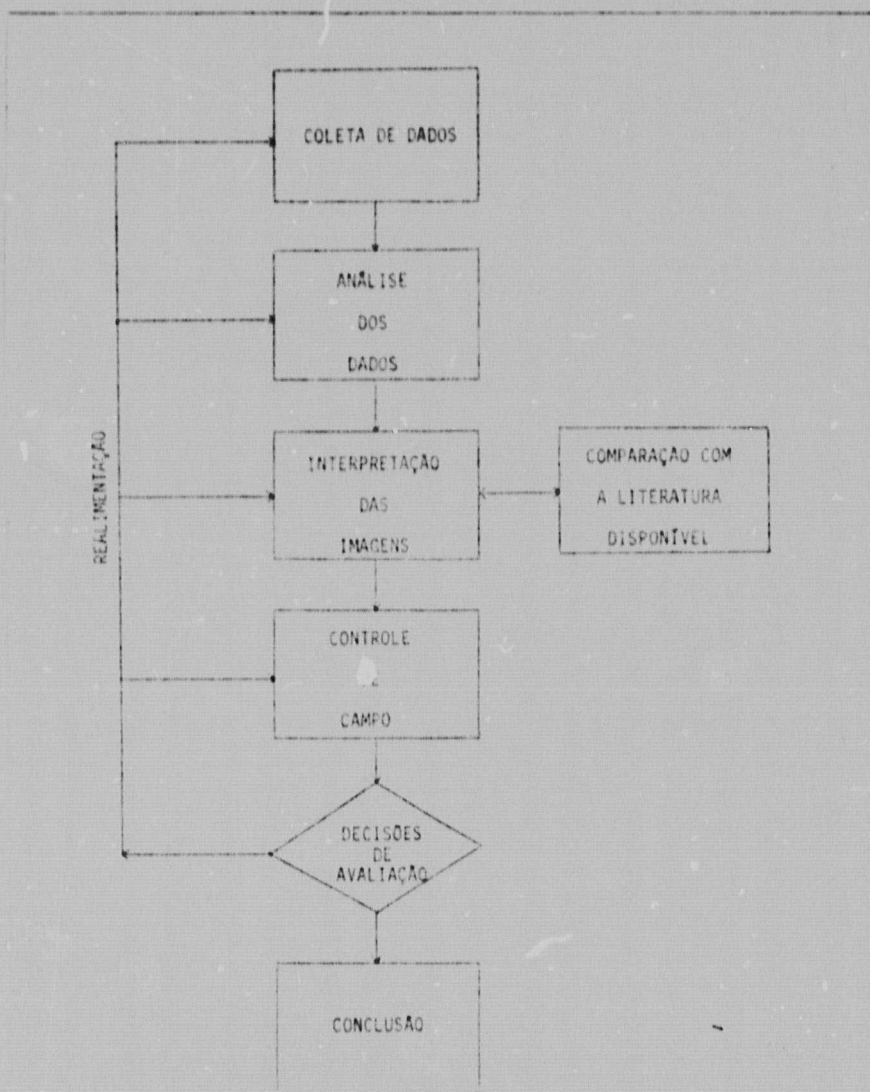 COLETA DE DADOS
ANÁLISE
DOS
DADOS
REALIMENTAÇÃO
INTERPRETAÇÃO
DAS
IMAGENS
COMPARAÇÃO COM
A LITERATURA
DISPONÍVEL
CONTROLE
CAMPO
DECISÕES
DE
AVALIAÇÃO
CONCLUSÃO